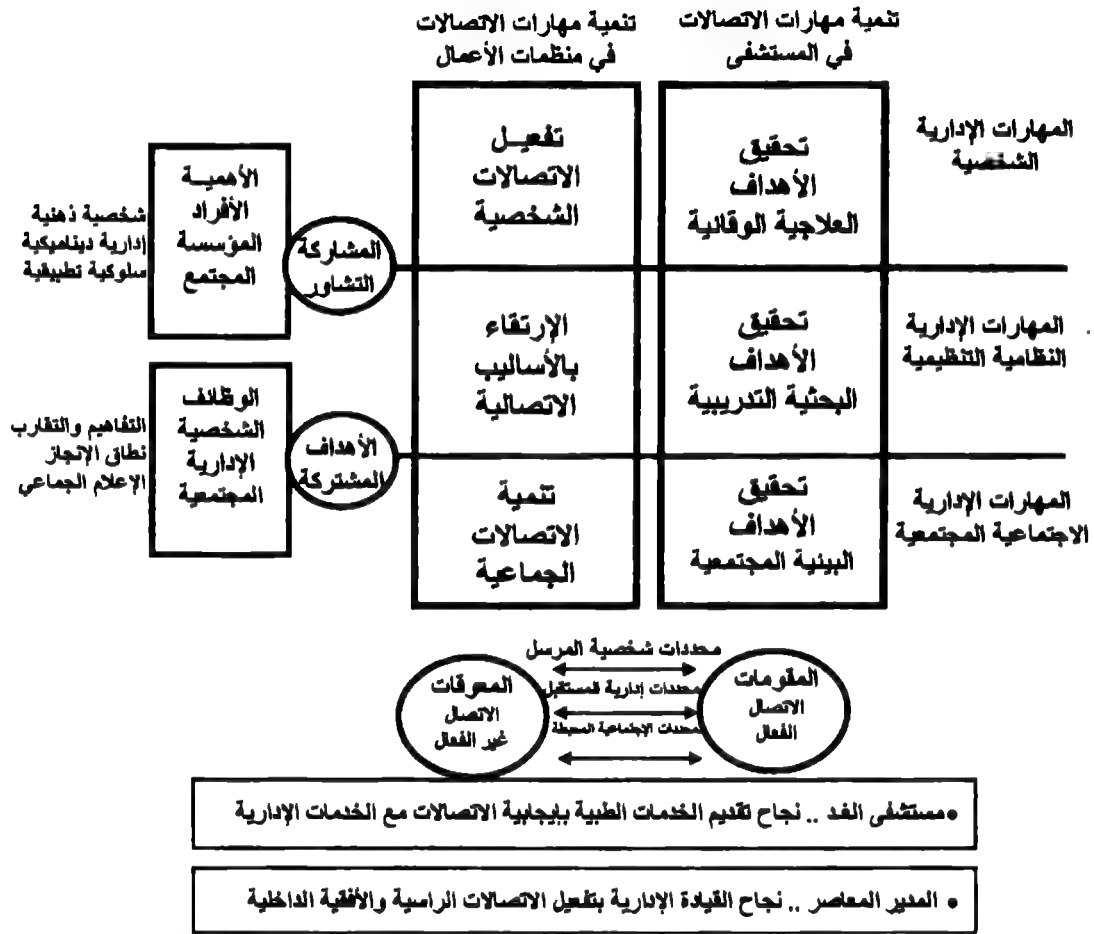 تنمية مهارات الاتصالات
في المستشفى
تنمية مهارات الاتصالات
في منظمات الأعمال
المهارات الإدارية
الشخصية
تحقيق
الأهداف
العلاجية الوقائية
تفعيـل
الاتصالات
الشخصية
المشاركة
التشاور
الأهميـة
الأفراد
المؤسسة
المجتمع
شخصية ذهنية
إدارية ديناميكية
سلوكية تطبيقية
المهارات الإدارية
النظامية التنظيمية
تحقيق
الأهداف
البحثية التدريبية
الإرتقاء
بالأساليب
الاتصالية
المهارات الإدارية
الاجتماعية المجتمعية
تحقيق
الأهداف
البيئية المجتمعية
تنمية
الاتصالات
الجماعية
الأهداف
المشتركة
الوظائف
الشخصية
الإدارية
المجتمعية
التفاهيم والتقارب
نطاق الإنجاز
الإعلام الجماعي
المقومات
الاتصال
الفعال
محددات شخصية المرسل
محددات إدارية للمستقبل
محددات الإجتماعية المحيطة
المعوقات
الاتصال
غير الفعال
• مستشفى الغد .. نجاح تقديم الخدمات الطبية بإيجابية الاتصالات مع الخدمات الإدارية
• المدير المعاصر .. نجاح القيادة الإدارية بتفعيل الاتصالات الراسية والأفقية الداخلية